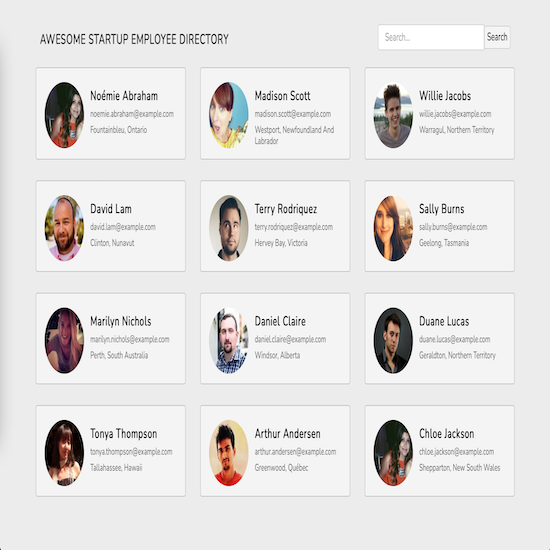 AWESOME STARTUP EMPLOYEE DIRECTORY
Search...
Search
Noémie Abraham
noemie.abraham@example.com
Fountainbleu, Ontario
Madison Scott
madison.scott@example.com
Westport, Newfoundland And
Labrador
Willie Jacobs
willie.jacobs@example.com
Warragul, Northern Territory
David Lam
david.lam@example.com
Clinton, Nunavut
Terry Rodriquez
terry.rodriquez@example.com
Hervey Bay, Victoria
Sally Burns
sally.burns@example.com
Geelong, Tasmania
Marilyn Nichols
marilyn.nichols@example.com
Perth, South Australia
Daniel Claire
daniel.claire@example.com
Windsor, Alberta
Duane Lucas
duane.lucas@example.com
Geraldton, Northern Territory
Tonya Thompson
tonya.thompson@example.com
Tallahassee, Hawaii
Arthur Andersen
arthur.andersen@example.com
Greenwood, Québec
Chloe Jackson
chloe.jackson@example.com
Shepparton, New South Wales